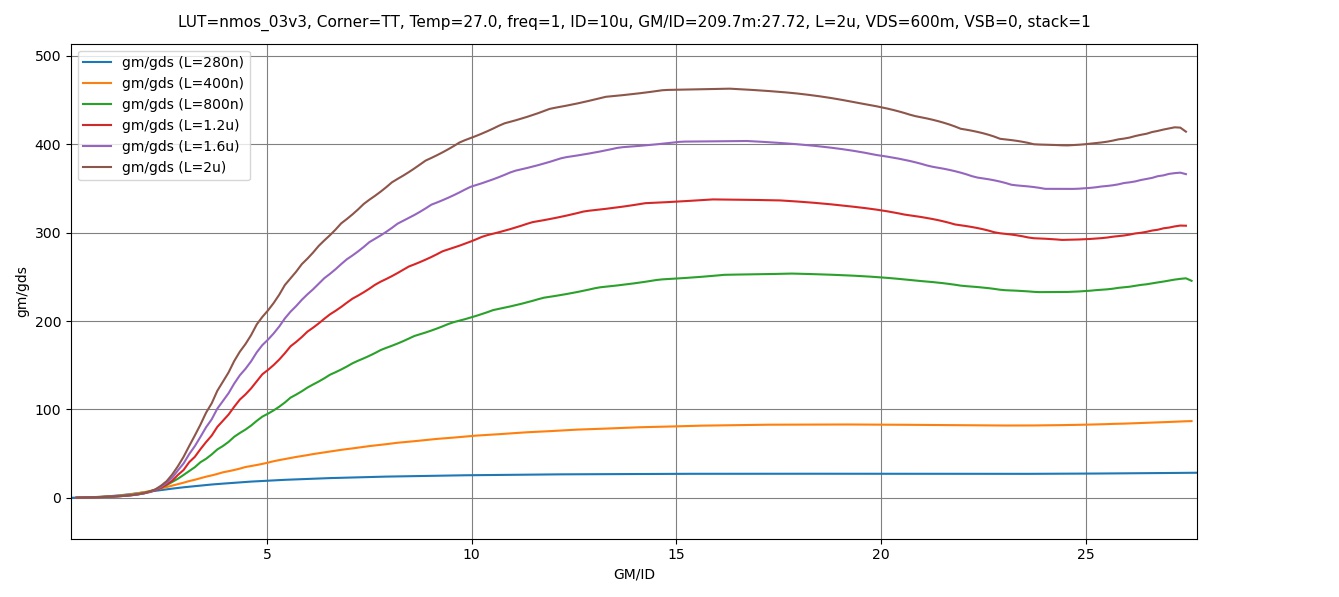 LUT=nmos_03v3, Corner=TT, Temp=27.0, freq=1, ID=10u, GM/ID=209.7m:27.72, L=2u, VDS=600m, VSB=0, stack=1
gm/gds (L=280n)
gm/gds (L=400n)
gm/gds (L=800n)
gm/gds (L=1.2u)
gm/gds (L=1.6u)
gm/gds (L=2u)
500
400
300
200
100
0
gm/gds
5
10
15
20
25
GM/ID